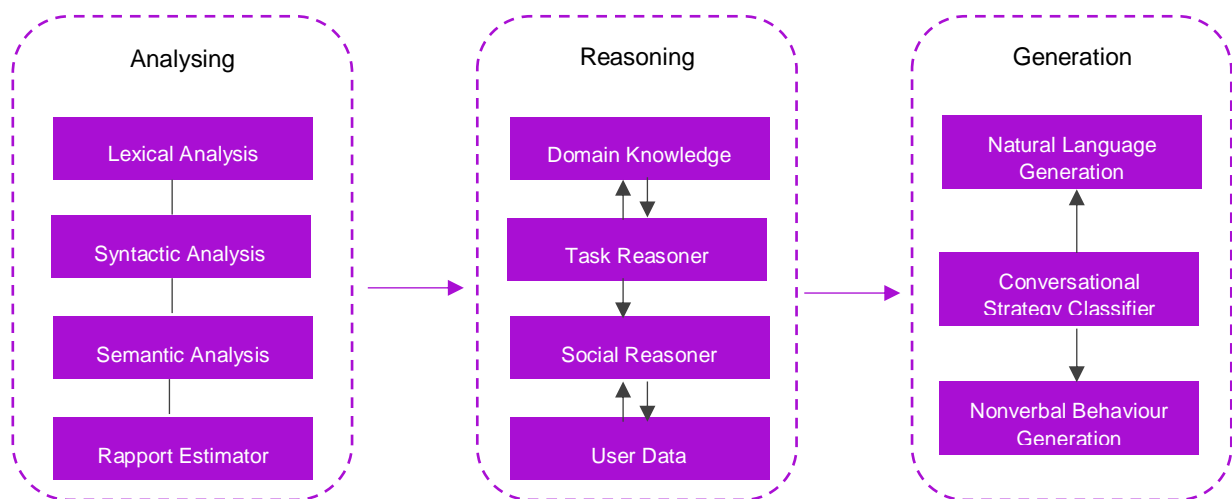 Analysing
Lexical Analysis
Syntactic Analysis
Semantic Analysis
Rapport Estimator
Reasoning
Domain Knowledge
Task Reasoner
Social Reasoner
User Data
Generation
Natural Language
Generation
Conversational
Strategy Classifier
Nonverbal Behaviour
Generation